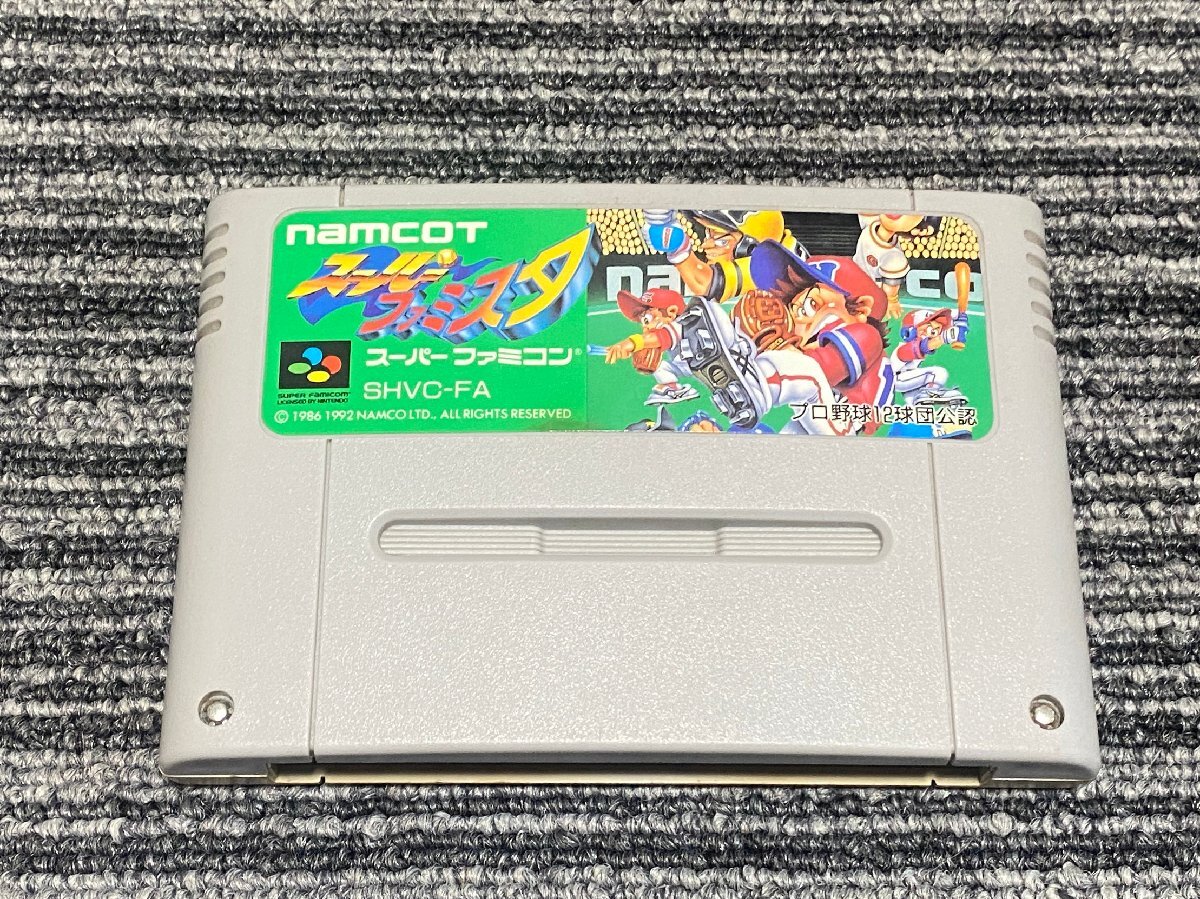 namcot
スーパー
ファミスタ
スーパー ファミコン®
SUPER FAMICOM
LICENSED BY NINTENDO
SHVC-FA
© 1986 1992 NAMCO LTD., ALL RIGHTS RESERVED
プロ野球12球団公認